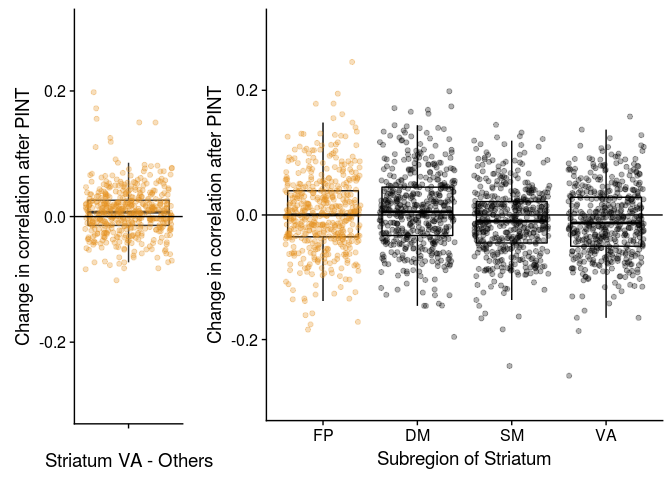 Change in correlation after PINT
0.2
0.0
-0.2
Striatum VA - Others
Change in correlation after PINT
0.2
0.0
-0.2
FP DM SM VA
Subregion of Striatum